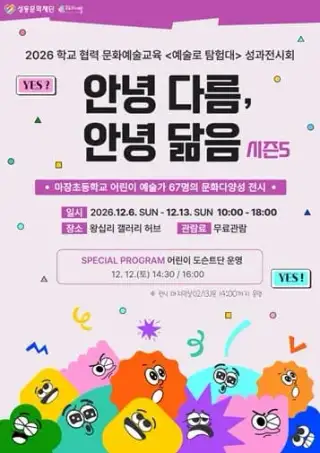 성동문화재단
2026 학교 협력 문화예술교육 <예술로 탐험대> 성과전시회
YES?
안녕 다름,
안녕 닮음 시즌5
• 마장초등학교 어린이 예술가 67명의 문화다양성 전시 •
일시 2026.12.6. SUN - 12.13. SUN 10:00 - 18:00
장소 왕십리 갤러리 허브 관람료 무료관람
SPECIAL PROGRAM 어린이 도슨트단 운영
12. 12.(토) 14:30 / 16:00
YES!